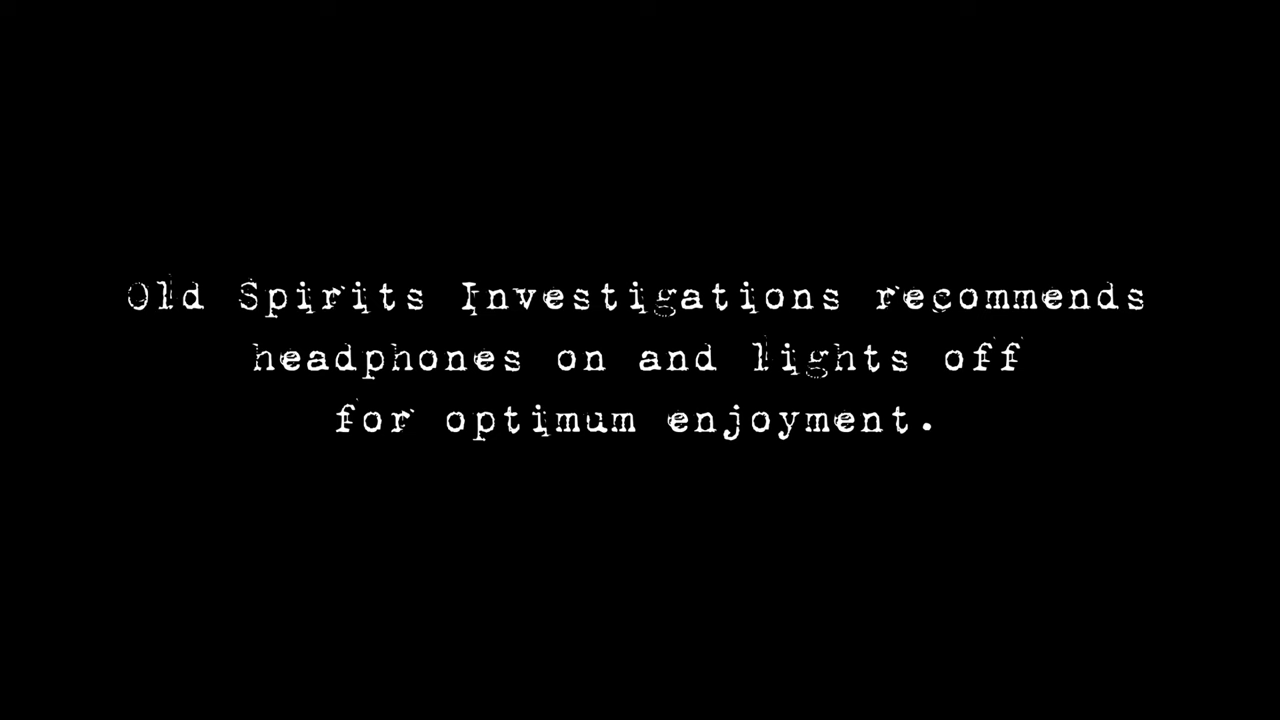 Old Spirits Investigations recommends
headphones on and lights off
for optimum enjoyment.